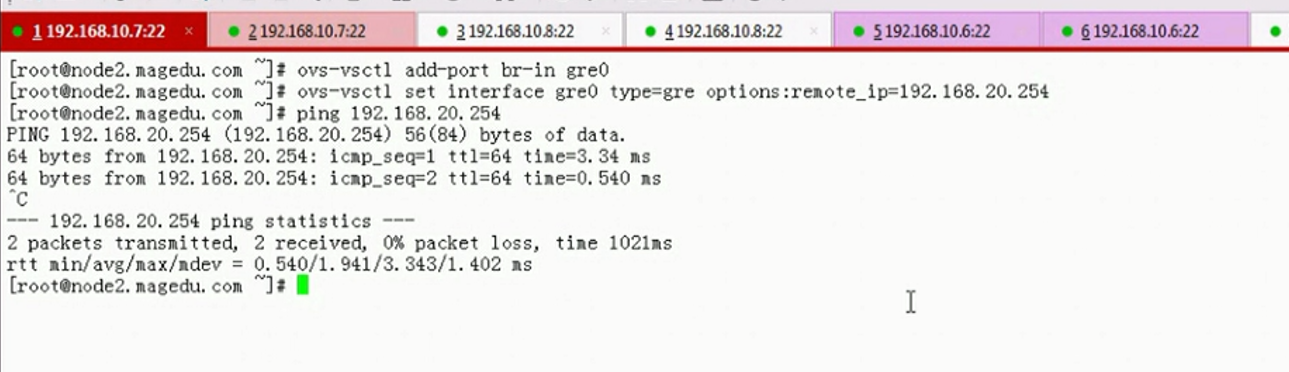 1 192.168.10.7:22 × 2 192.168.10.7:22 3 192.168.10.8:22 × 4 192.168.10.8:22 × 5 192.168.10.6:22 6 192.168.10.6:22
[root@node2.magedu.com ~]# ovs-vsctl add-port br-in gre0
[root@node2.magedu.com ~]# ovs-vsctl set interface gre0 type=gre options:remote_ip=192.168.20.254
[root@node2.magedu.com ~]# ping 192.168.20.254
PING 192.168.20.254 (192.168.20.254) 56(84) bytes of data.
64 bytes from 192.168.20.254: icmp_seq=1 ttl=64 time=3.34 ms
64 bytes from 192.168.20.254: icmp_seq=2 ttl=64 time=0.540 ms
^C
--- 192.168.20.254 ping statistics ---
2 packets transmitted, 2 received, 0% packet loss, time 1021ms
rtt min/avg/max/mdev = 0.540/1.941/3.343/1.402 ms
[root@node2.magedu.com ~]#